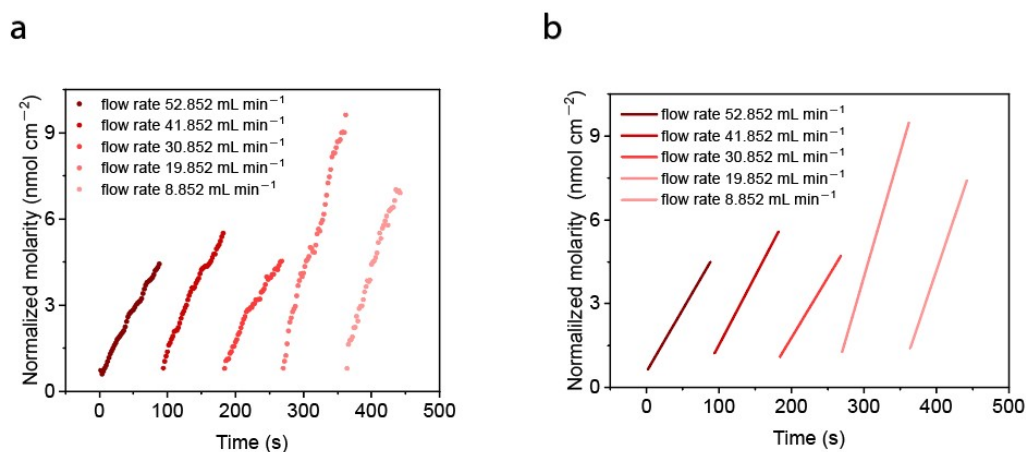 a
flow rate 52.852 mL min⁻¹
flow rate 41.852 mL min⁻¹
flow rate 30.852 mL min⁻¹
flow rate 19.852 mL min⁻¹
flow rate 8.852 mL min⁻¹
Normalized molarity (nmol cm⁻²)
9
6
3
0
0 100 200 300 400 500
Time (s)
b
flow rate 52.852 mL min⁻¹
flow rate 41.852 mL min⁻¹
flow rate 30.852 mL min⁻¹
flow rate 19.852 mL min⁻¹
flow rate 8.852 mL min⁻¹
Normaliilzed molarity (nmol cm⁻²)
9
6
3
0
0 100 200 300 400 500
Time (s)